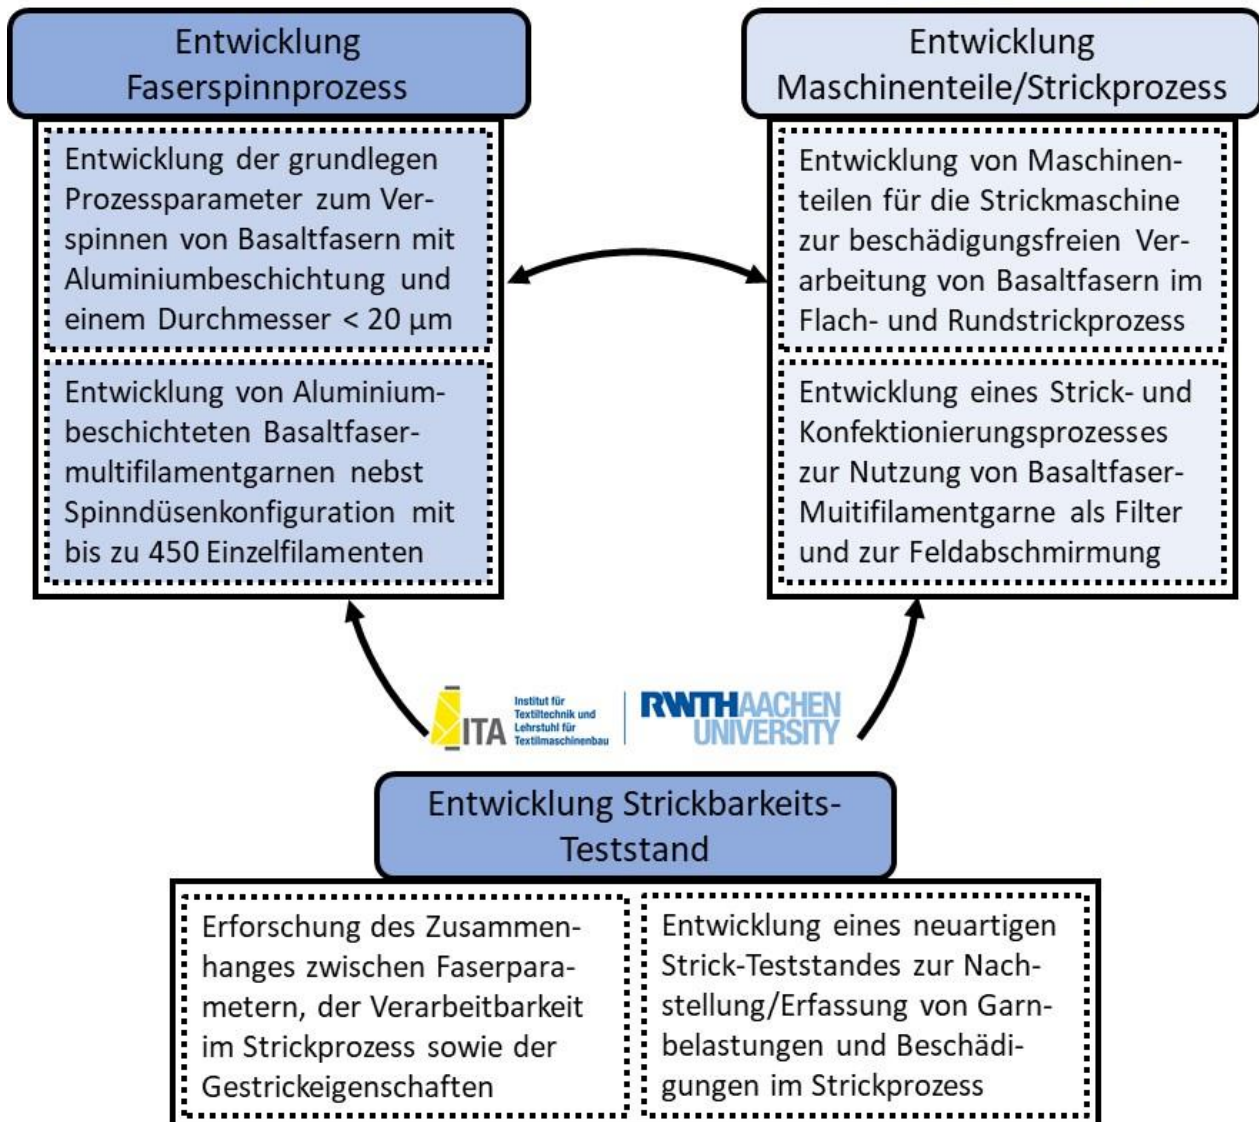 Entwicklung
Faserspinnprozess
Entwicklung der grundlegen
Prozessparameter zum Ver-
spinnen von Basaltfasern mit
Aluminiumbeschichtung und
einem Durchmesser < 20 µm
Entwicklung von Aluminium-
beschichteten Basaltfaser-
multifilamentgarnen nebst
Spinndüsenkonfiguration mit
bis zu 450 Einzelfilamenten
Entwicklung
Maschinenteile/Strickprozess
Entwicklung von Maschinen-
teilen für die Strickmaschine
zur beschädigungsfreien Ver-
arbeitung von Basaltfasern im
Flach- und Rundstrickprozess
Entwicklung eines Strick- und
Konfektionierungsprozesses
zur Nutzung von Basaltfaser-
Muitifilamentgarne als Filter
und zur Feldabschmirmung
ITA
Institut für
Textiltechnik und
Lehrstuhl für
Textilmaschinenbau
RWTHAACHEN
UNIVERSITY
Entwicklung Strickbarkeits-
Teststand
Erforschung des Zusammen-
hanges zwischen Faserpara-
metern, der Verarbeitbarkeit
im Strickprozess sowie der
Gestrickeigenschaften
Entwicklung eines neuartigen
Strick-Teststandes zur Nach-
stellung/Erfassung von Garn-
belastungen und Beschädi-
gungen im Strickprozess